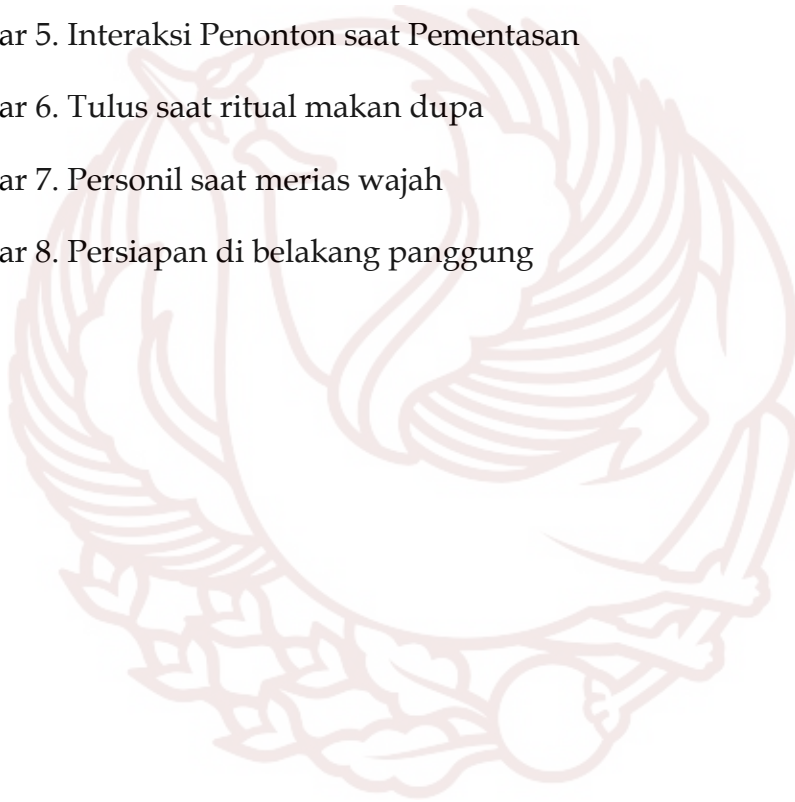 ar 5. Interaksi Penonton saat Pementasan
ar 6. Tulus saat ritual makan dupa
ar 7. Personil saat merias wajah
ar 8. Persiapan di belakang panggung